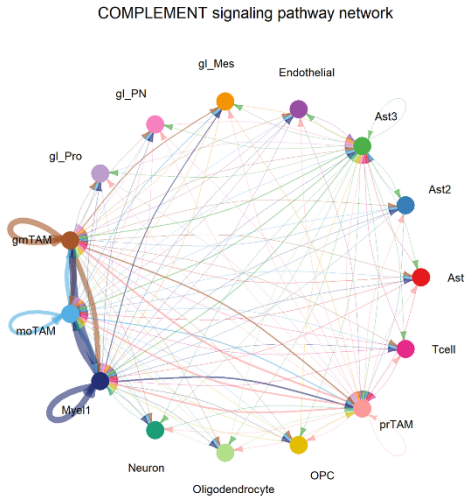 COMPLEMENT signaling pathway network
gl_Mes
Endothelial
gl_PN
Ast3
gl_Pro
Ast2
gmTAM
Ast
moTAM
Tcell
Myel1
prTAM
Neuron
OPC
Oligodendrocyte